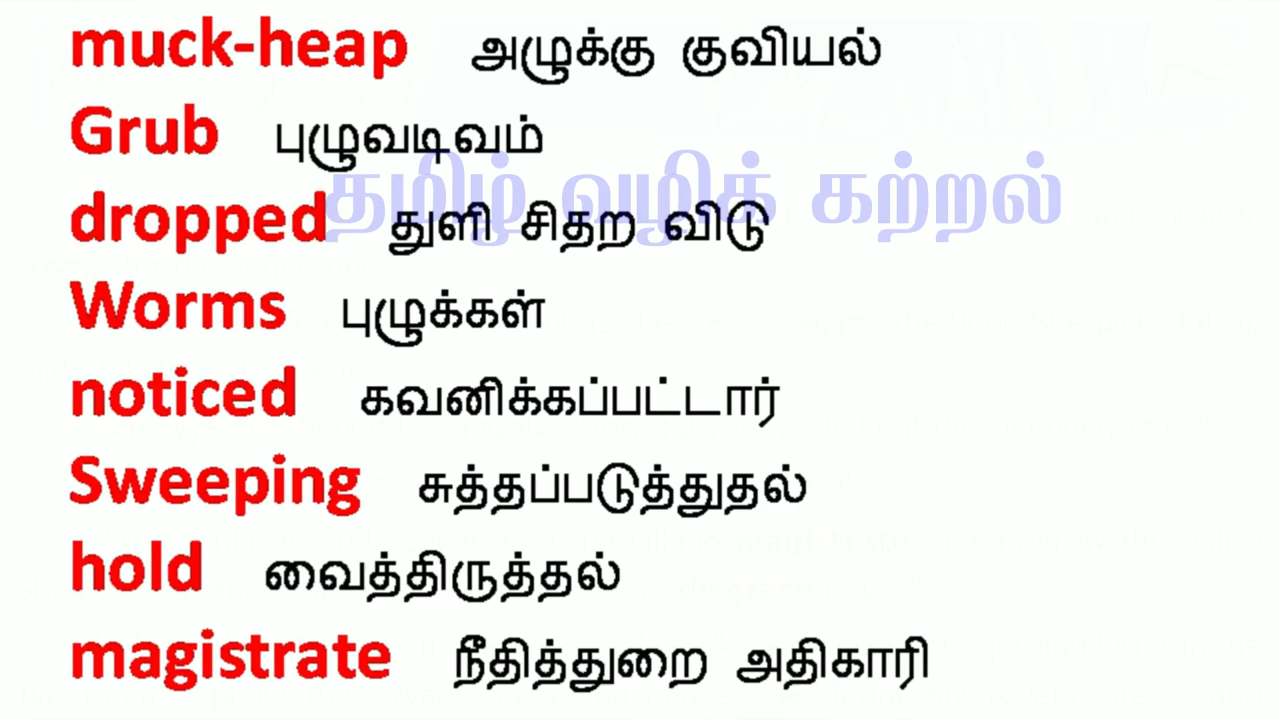 muck-heap அழுக்கு குவியல்
Grub புழுவடிவம்
தமிழ் வழிக் கற்றல்
dropped துளி சிதற விடு
Worms புழுக்கள்
noticed கவனிக்கப்பட்டார்
Sweeping சுத்தப்படுத்துதல்
hold வைத்திருத்தல்
magistrate நீதித்துறை அதிகாரி